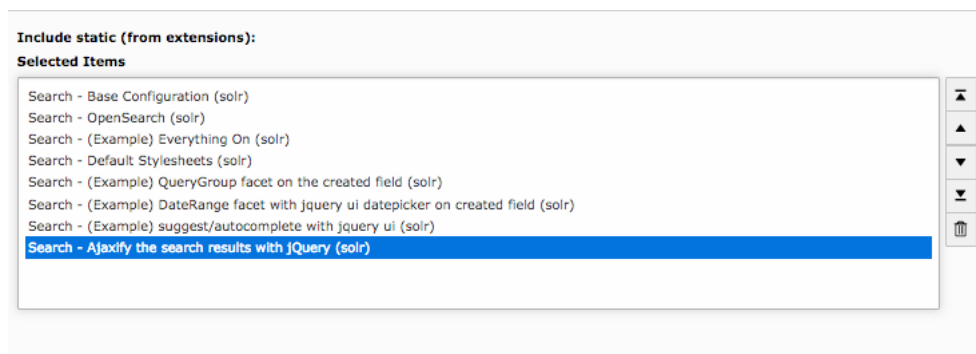 Include static (from extensions):
Selected Items
Search - Base Configuration (solr)
Search - OpenSearch (solr)
Search - (Example) Everything On (solr)
Search - Default Stylesheets (solr)
Search - (Example) QueryGroup facet on the created field (solr)
Search - (Example) DateRange facet with jquery ui datepicker on created field (solr)
Search - (Example) suggest/autocomplete with jquery ui (solr)
Search - Ajaxify the search results with jQuery (solr)